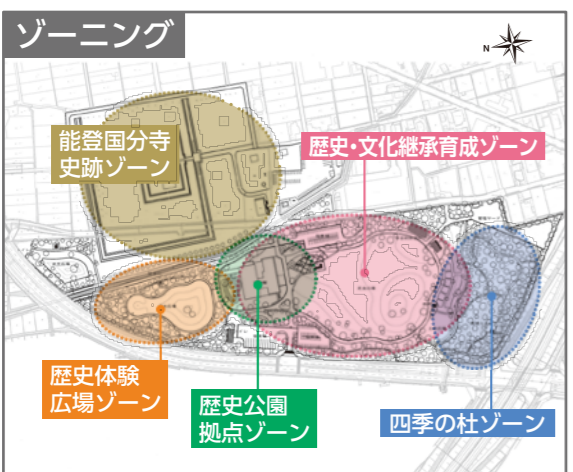 ゾーニング
N
能登国分寺
史跡ゾーン
歴史・文化継承育成ゾーン
歴史体験
広場ゾーン
歴史公園
拠点ゾーン
四季の杜ゾーン